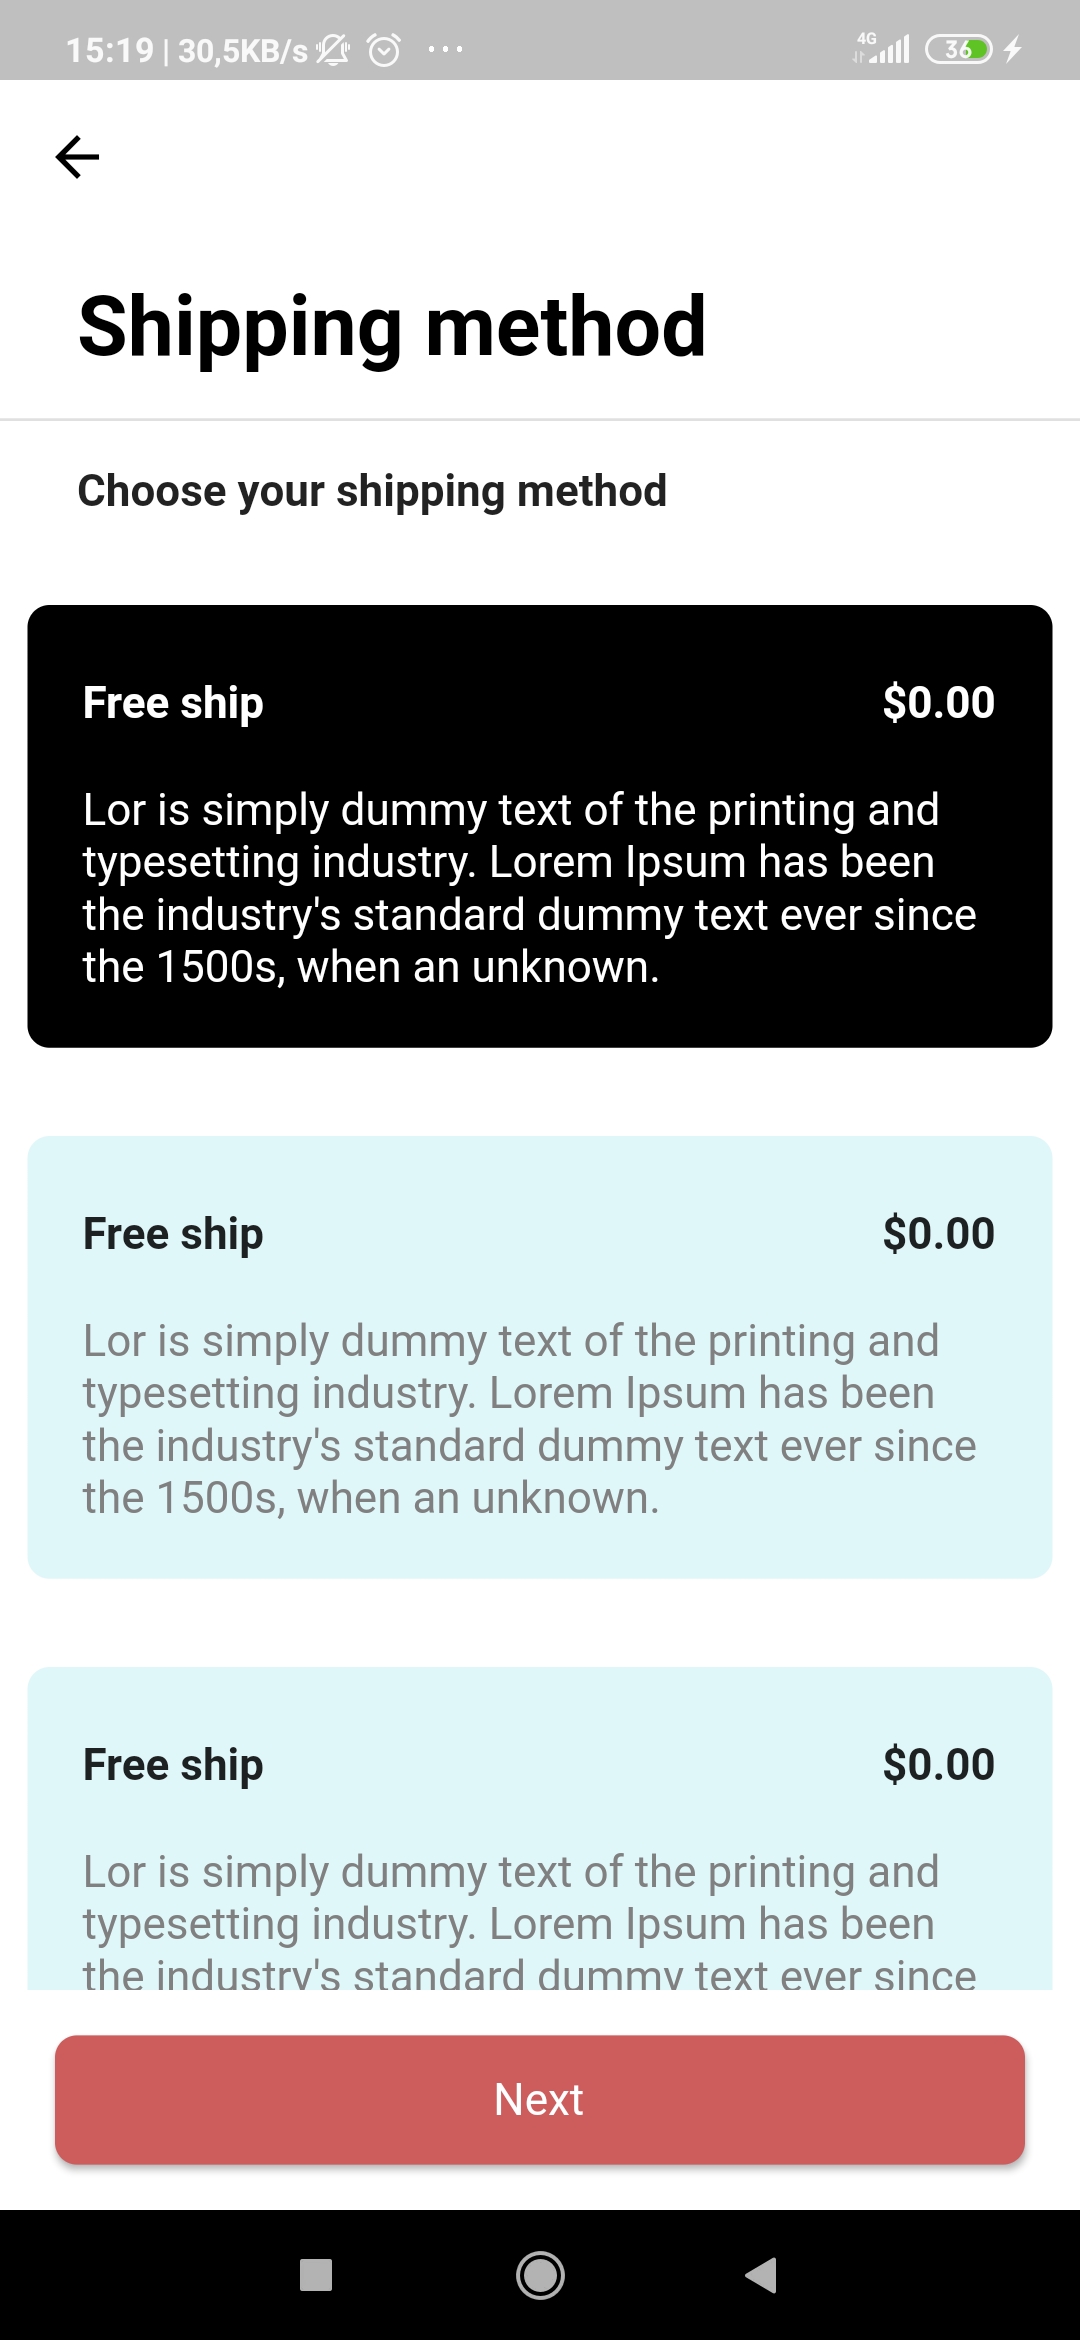 15:19 | 30,5KB/s
4G
36
Shipping method
Choose your shipping method
Free ship $0.00
Lor is simply dummy text of the printing and
typesetting industry. Lorem Ipsum has been
the industry's standard dummy text ever since
the 1500s, when an unknown.
Free ship $0.00
Lor is simply dummy text of the printing and
typesetting industry. Lorem Ipsum has been
the industry's standard dummy text ever since
the 1500s, when an unknown.
Free ship $0.00
Lor is simply dummy text of the printing and
typesetting industry. Lorem Ipsum has been
the industry's standard dummy text ever since
Next